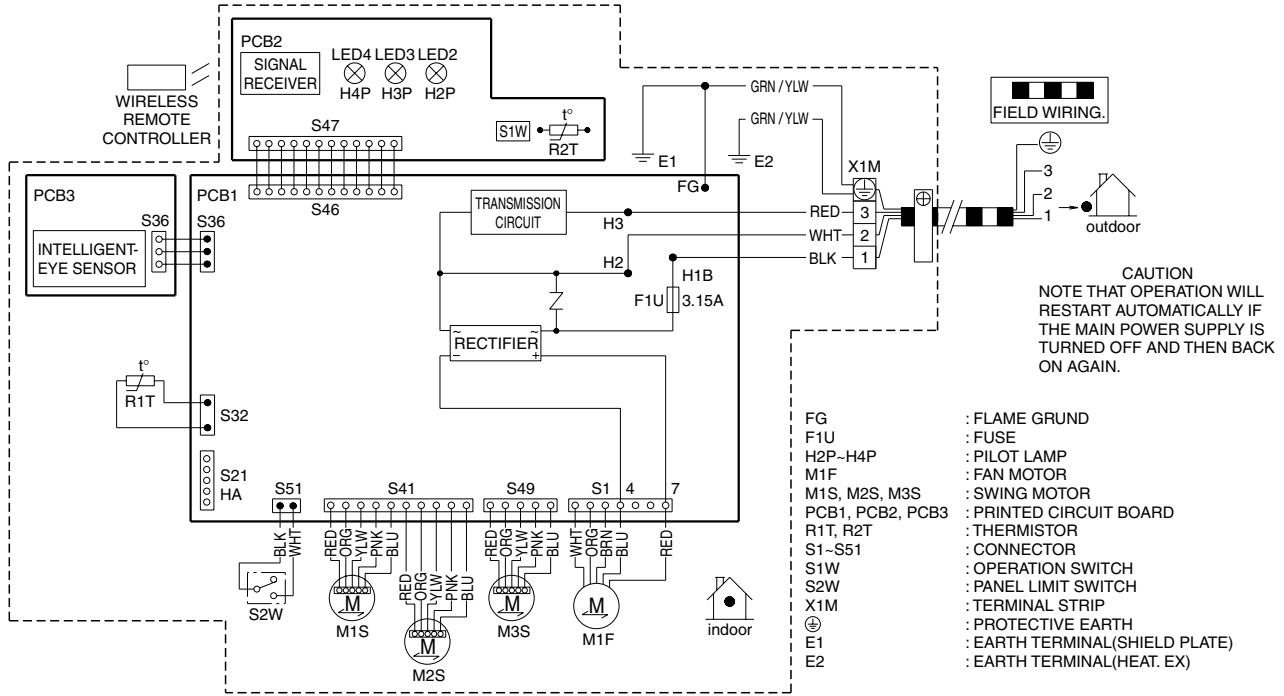 PCB2
SIGNAL
RECEIVER
LED4 LED3 LED2
H4P H3P H2P
WIRELESS
REMOTE
CONTROLLER
S47
S1W
t°
R2T
GRN / YLW
GRN / YLW
E1
E2
FG
X1M
FIELD WIRING.
3
2
1
outdoor
PCB3
INTELLIGENT-
EYE SENSOR
S36
S36
PCB1
S46
TRANSMISSION
CIRCUIT
H3
H2
H1B
F1U
3.15A
RED
3
WHT
2
BLK
1
~
~
RECTIFIER
−
+
CAUTION
NOTE THAT OPERATION WILL
RESTART AUTOMATICALLY IF
THE MAIN POWER SUPPLY IS
TURNED OFF AND THEN BACK
ON AGAIN.
t°
R1T
S32
S21
HA
S51
S41
S49
S1
4
7
BLK
WHT
RED
ORG
YLW
PNK
BLU
RED
ORG
YLW
PNK
BLU
RED
ORG
YLW
PNK
BLU
WHT
ORG
BRN
BLU
RED
S2W
M
M1S
M
M2S
M
M3S
M
M1F
indoor
FG : FLAME GRUND
F1U : FUSE
H2P~H4P : PILOT LAMP
M1F : FAN MOTOR
M1S, M2S, M3S : SWING MOTOR
PCB1, PCB2, PCB3 : PRINTED CIRCUIT BOARD
R1T, R2T : THERMISTOR
S1~S51 : CONNECTOR
S1W : OPERATION SWITCH
S2W : PANEL LIMIT SWITCH
X1M : TERMINAL STRIP
: PROTECTIVE EARTH
E1 : EARTH TERMINAL(SHIELD PLATE)
E2 : EARTH TERMINAL(HEAT. EX)